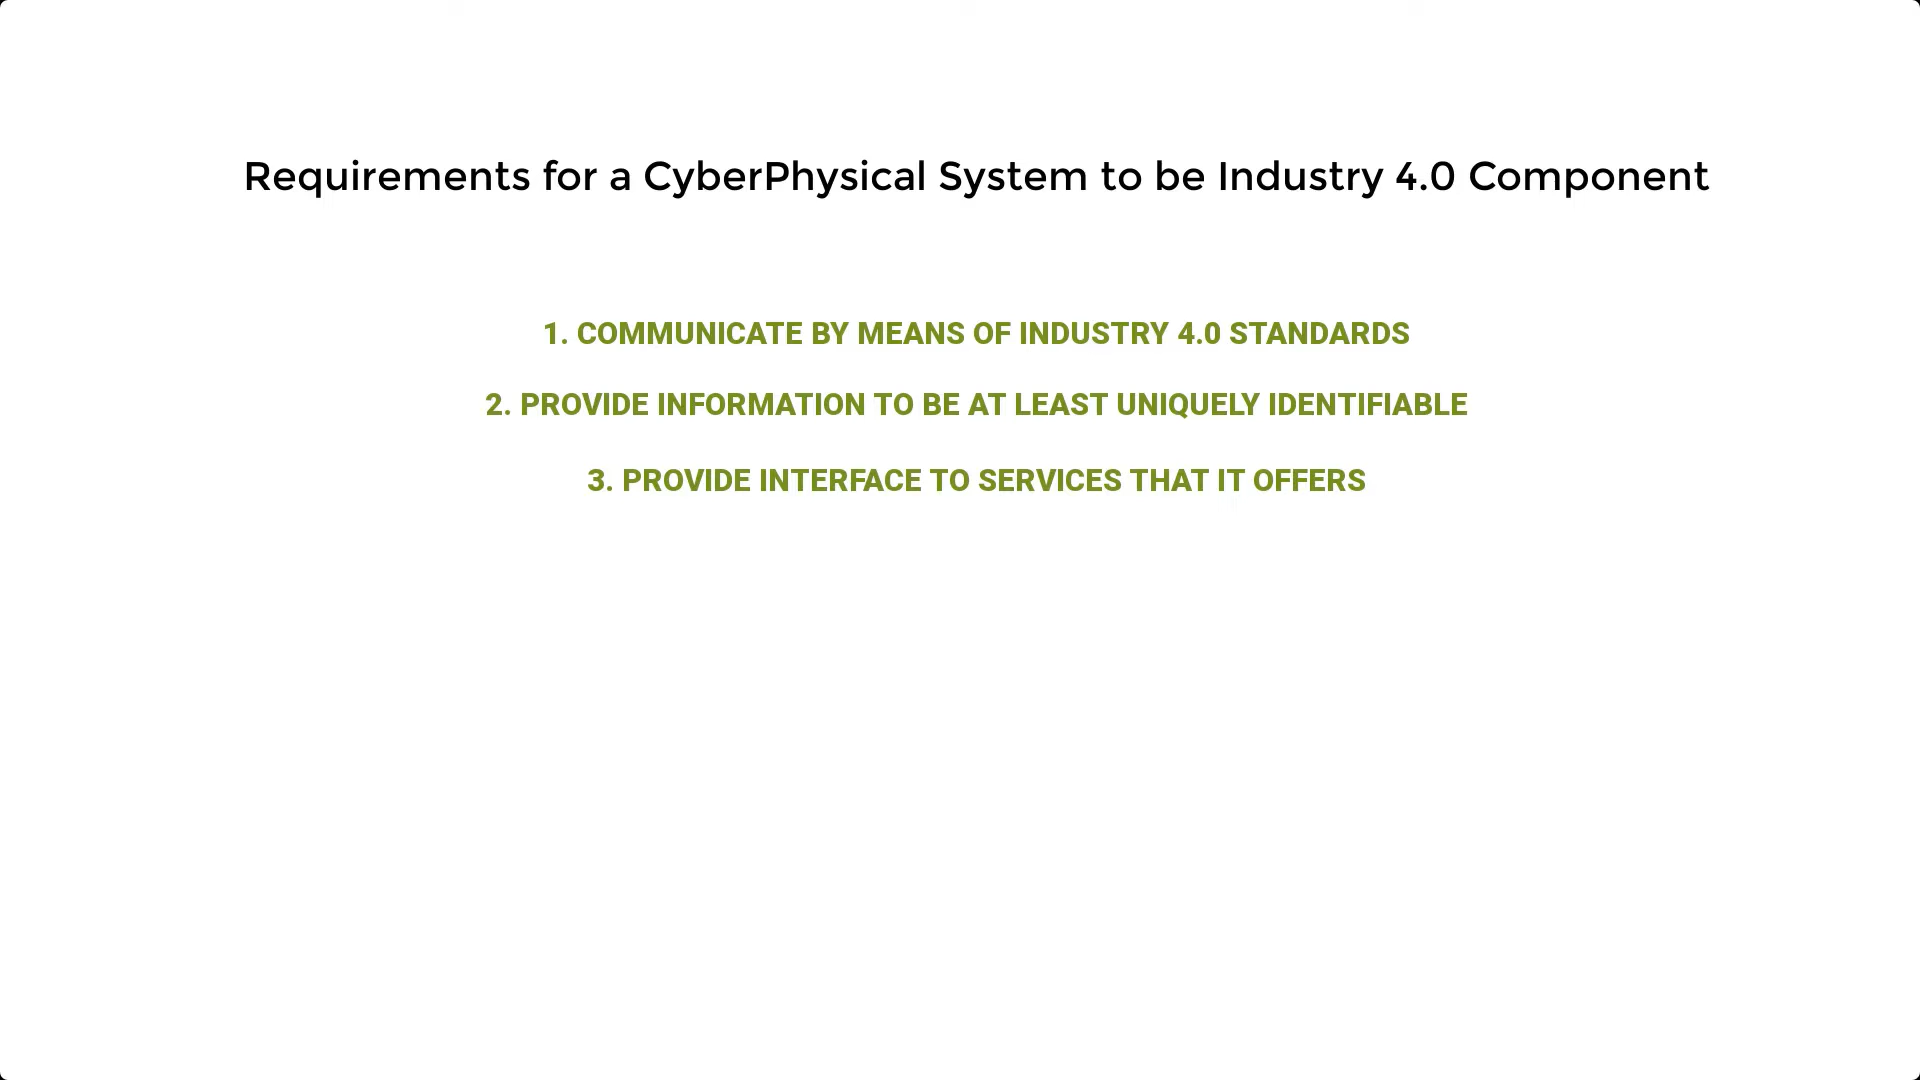 Requirements for a CyberPhysical System to be Industry 4.0 Component
1. COMMUNICATE BY MEANS OF INDUSTRY 4.0 STANDARDS
2. PROVIDE INFORMATION TO BE AT LEAST UNIQUELY IDENTIFIABLE
3. PROVIDE INTERFACE TO SERVICES THAT IT OFFERS